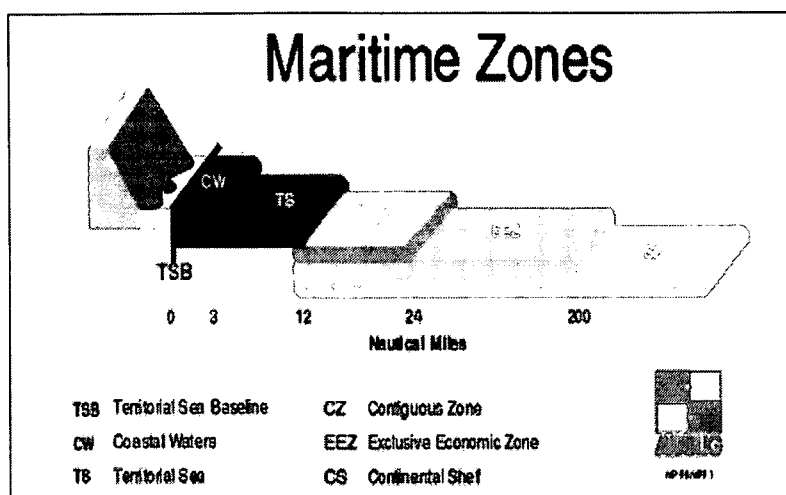 Maritime Zones
CW
TS
TSB
0 3 12 24 200
Nautical Miles
TSB Territorial Sea Baseline
CW Coastal Waters
TS Territorial Sea
CZ Contiguous Zone
EEZ Exclusive Economic Zone
CS Continental Shelf